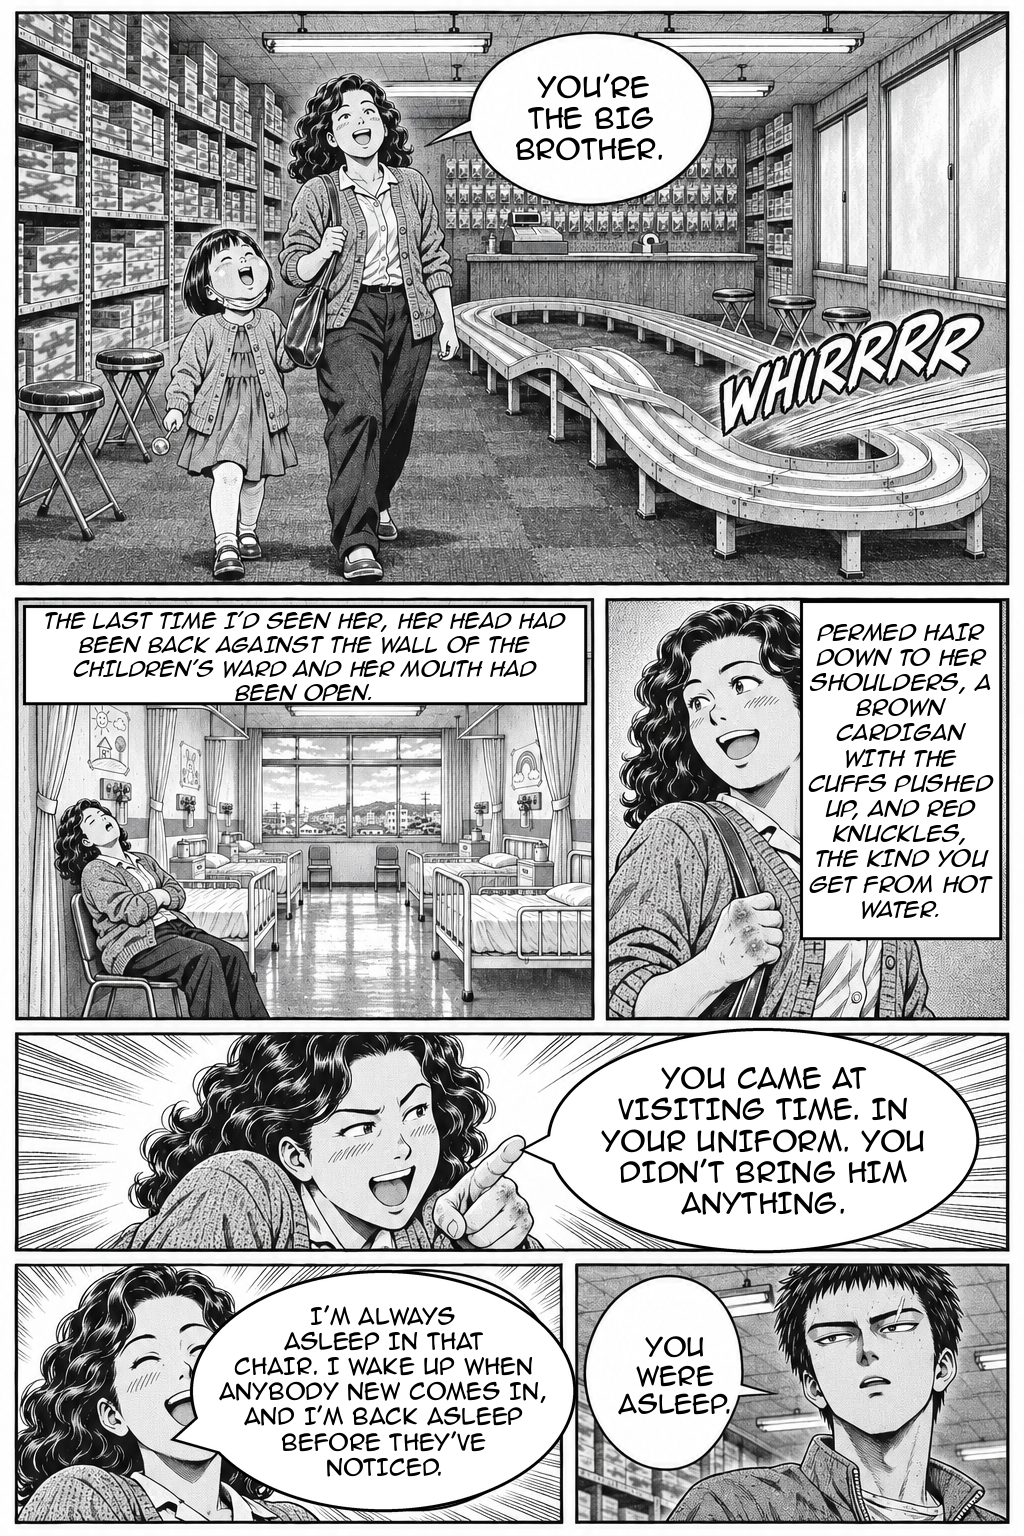 YOU'RE
THE BIG
BROTHER.
WHIRRRR
THE LAST TIME I'D SEEN HER, HER HEAD HAD
BEEN BACK AGAINST THE WALL OF THE
CHILDREN'S WARD AND HER MOUTH HAD
BEEN OPEN.
PERMED HAIR
DOWN TO HER
SHOULDERS, A
BROWN
CARDIGAN
WITH THE
CUFFS PUSHED
UP, AND RED
KNUCKLES,
THE KIND YOU
GET FROM HOT
WATER.
YOU CAME AT
VISITING TIME. IN
YOUR UNIFORM. YOU
DIDN'T BRING HIM
ANYTHING.
I'M ALWAYS
ASLEEP IN THAT
CHAIR. I WAKE UP WHEN
ANYBODY NEW COMES IN,
AND I'M BACK ASLEEP
BEFORE THEY'VE
NOTICED.
YOU
WERE
ASLEEP.